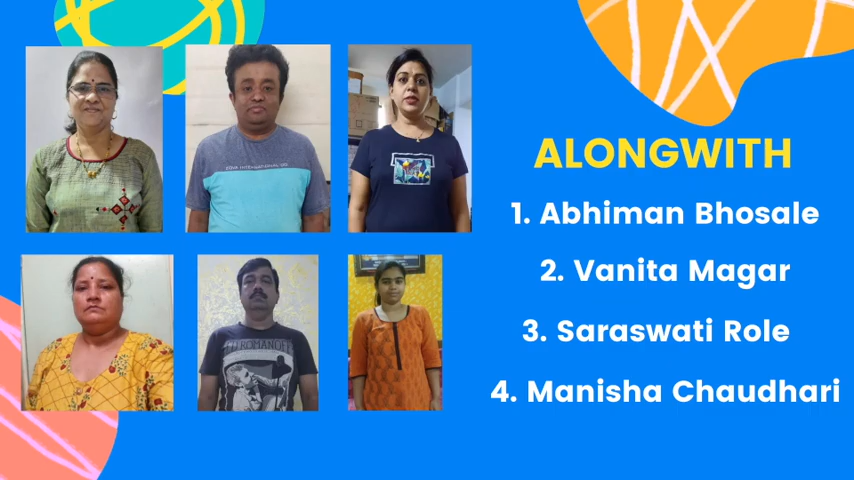 ALONGWITH
1. Abhiman Bhosale
2. Vanita Magar
3. Saraswati Role
4. Manisha Chaudhari